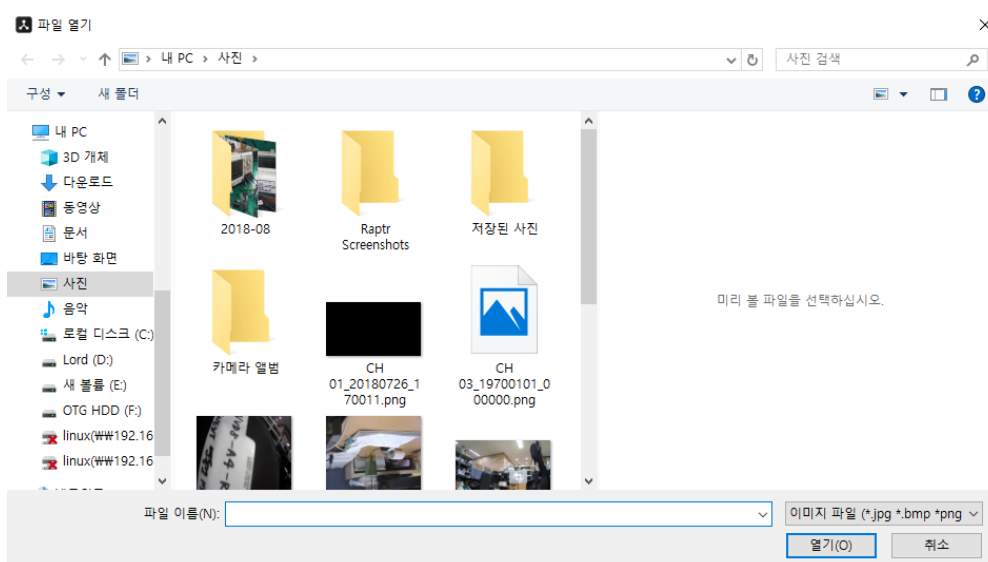 파일 열기
내 PC
사진
사진 검색
구성
새 폴더
내 PC
3D 개체
다운로드
동영상
문서
바탕 화면
사진
음악
로컬 디스크 (C:)
Lord (D:)
새 볼륨 (E:)
OTG HDD (F:)
linux(₩₩192.16
linux(₩₩192.16
2018-08
Raptr
Screenshots
저장된 사진
카메라 앨범
CH
01_20180726_1
70011.png
CH
03_19700101_0
00000.png
미리 볼 파일을 선택하십시오.
파일 이름(N):
이미지 파일 (*.jpg *.bmp *png
열기(O)
취소